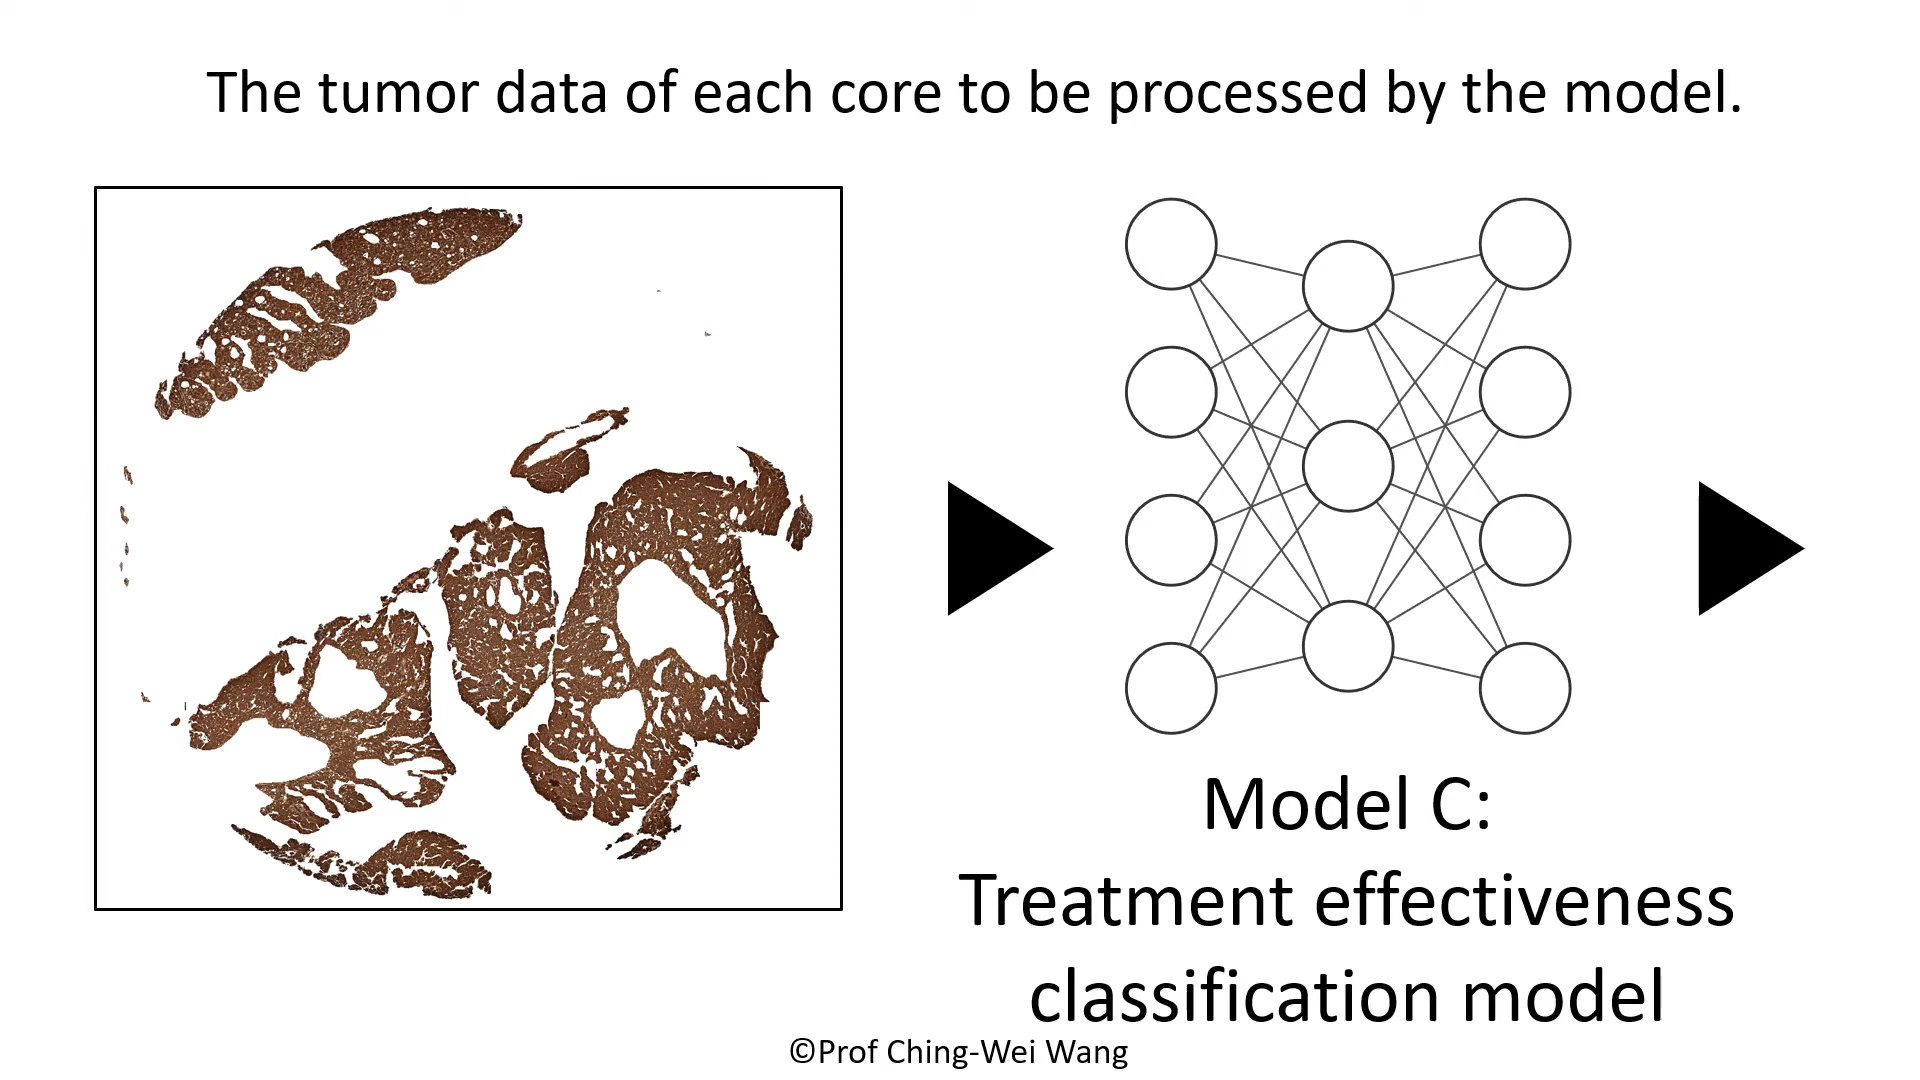 The tumor data of each core to be processed by the model.
Model C:
Treatment effectiveness
classification model
©Prof Ching-Wei Wang